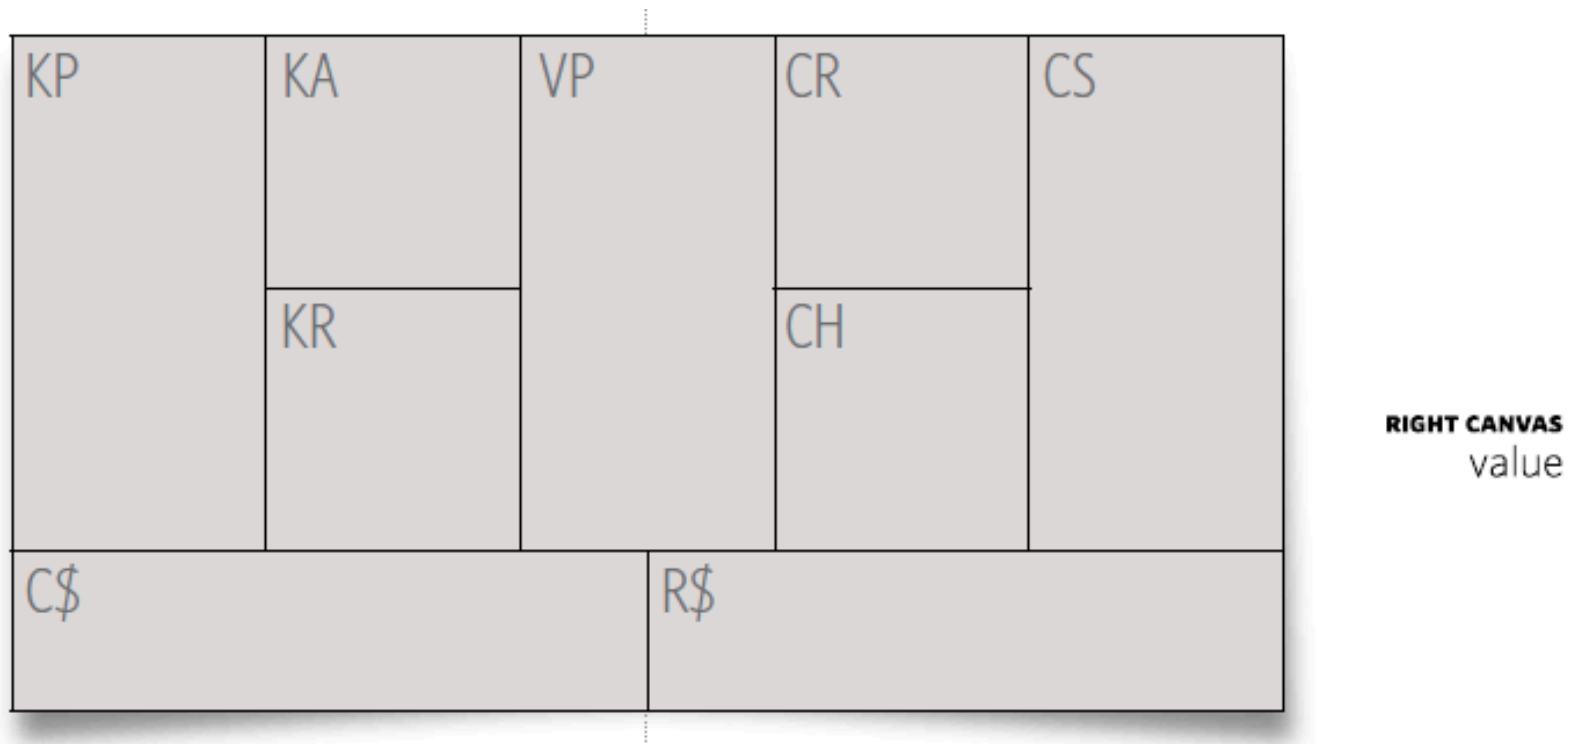 KP
KA
VP
CR
CS
KR
CH
RIGHT CANVAS
value
C$
R$